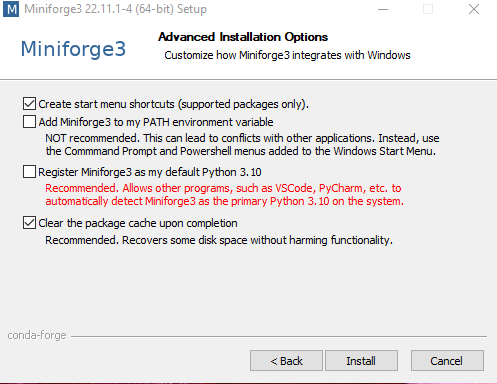 M Miniforge3 22.11.1-4 (64-bit) Setup
Miniforge3
Advanced Installation Options
Customize how Miniforge3 integrates with Windows
Create start menu shortcuts (supported packages only).
Add Miniforge3 to my PATH environment variable
NOT recommended. This can lead to conflicts with other applications. Instead, use
the Commmand Prompt and Powershell menus added to the Windows Start Menu.
Register Miniforge3 as my default Python 3.10
Recommended. Allows other programs, such as VSCode, PyCharm, etc. to
automatically detect Miniforge3 as the primary Python 3.10 on the system.
Clear the package cache upon completion
Recommended. Recovers some disk space without harming functionality.
conda-forge
< Back Install Cancel